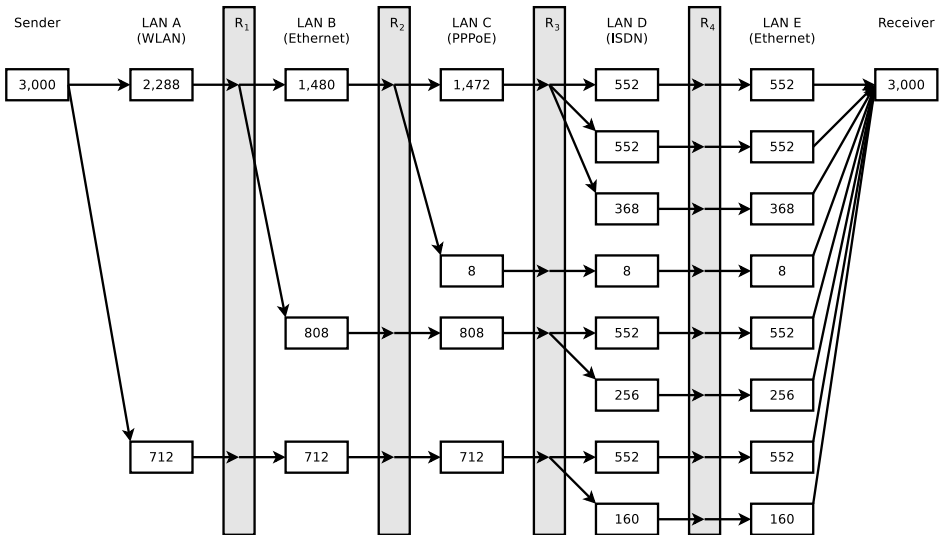 Sender LAN A R1 LAN B R2 LAN C R3 LAN D R4 LAN E Receiver
(WLAN) (Ethernet) (PPPoE) (ISDN) (Ethernet)
3,000 2,288 1,480 1,472 552 552 3,000
552 552
368 368
8 8 8
808 808 552 552
256 256
712 712 712 552 552
160 160